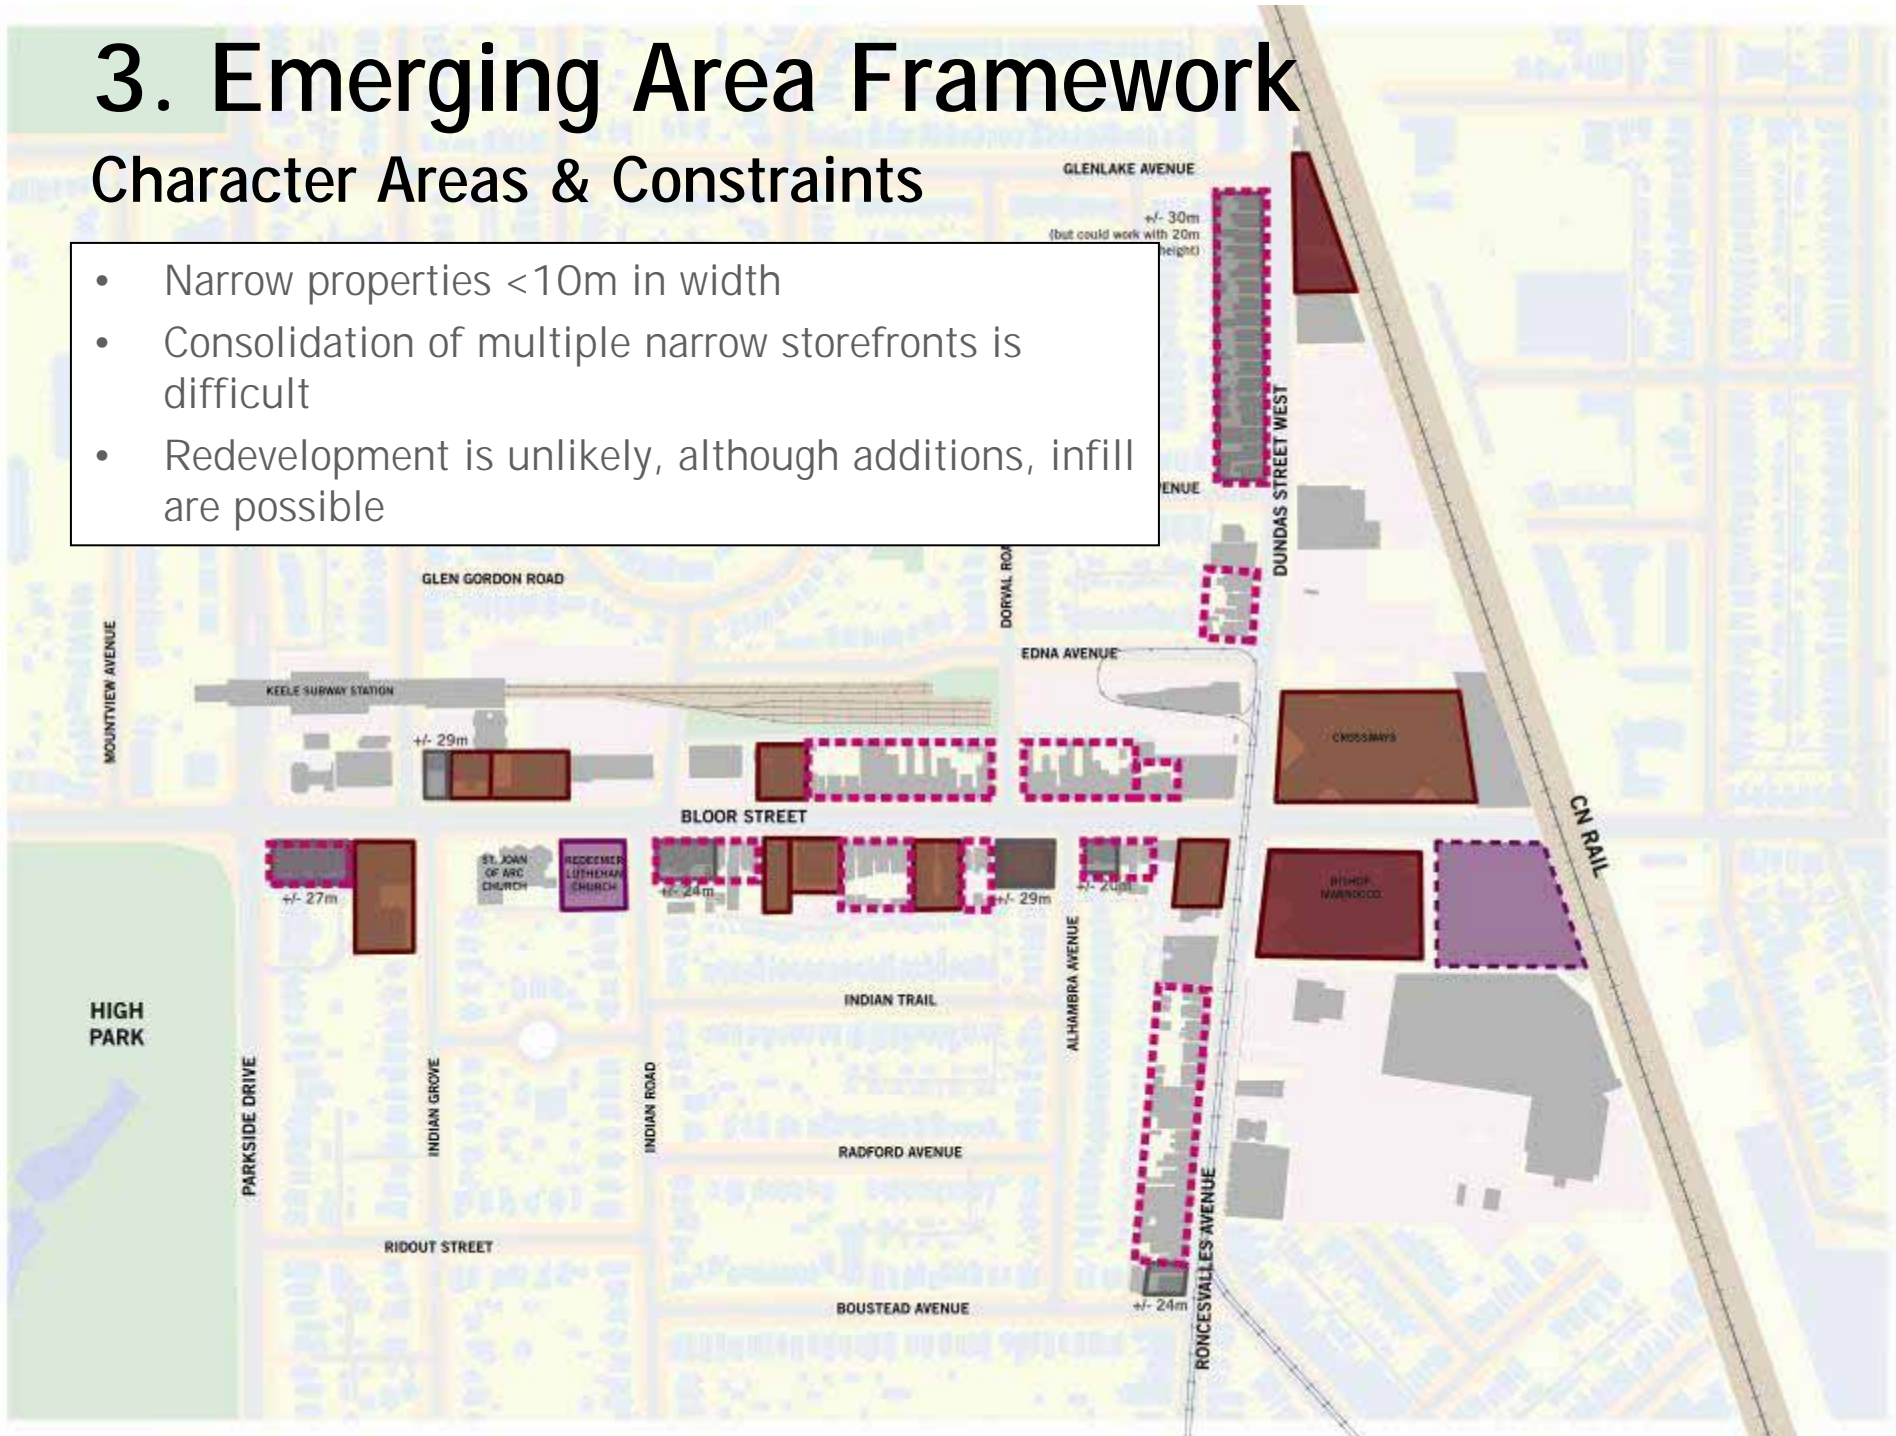 3. Emerging Area Framework
Character Areas & Constraints
• Narrow properties <10m in width
• Consolidation of multiple narrow storefronts is
difficult
• Redevelopment is unlikely, although additions, infill
are possible
GLENLAKE AVENUE
+/- 30m
(but could work with 20m
height)
ENUE
DUNDAS STREET WEST
GLEN GORDON ROAD
DORVAL ROA
MOUNTVIEW AVENUE
EDNA AVENUE
KEELE SUBWAY STATION
+/- 29m
CROSSWAYS
BLOOR STREET
CN RAIL
ST. JOAN
OF ARC
CHURCH
REDEEMER
LUTHERAN
CHURCH
BISHOP
MARROCCO
+/- 27m
+/- 24m
+/- 29m
+/- 20m
ALHAMBRA AVENUE
HIGH
PARK
INDIAN TRAIL
PARKSIDE DRIVE
INDIAN GROVE
INDIAN ROAD
RADFORD AVENUE
RONCESVALLES AVENUE
RIDOUT STREET
BOUSTEAD AVENUE
+/- 24m